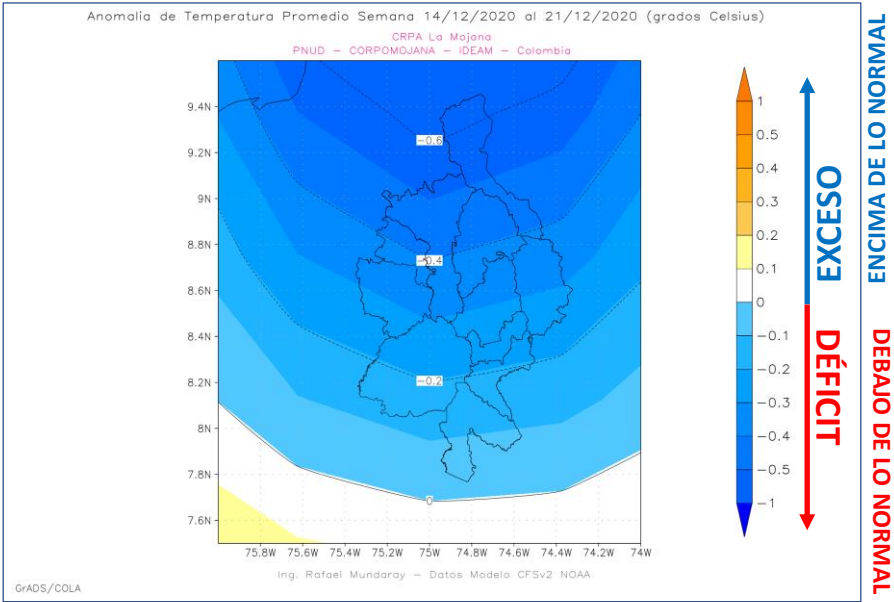 Anomalia de Temperatura Promedio Semana 14/12/2020 al 21/12/2020 (grados Celsius)
CRPA La Mojana
PNUD – CORPOMOJANA – IDEAM – Colombia
9.4N
9.2N
9N
8.8N
8.6N
8.4N
8.2N
8N
7.8N
7.6N
−0.6
−0.4
−0.2
0
75.8W 75.6W 75.4W 75.2W 75W 74.8W 74.6W 74.4W 74.2W 74W
1
0.5
0.4
0.3
0.2
0.1
0
−0.1
−0.2
−0.3
−0.4
−0.5
−1
EXCESO
DÉFICIT
ENCIMA DE LO NORMAL
DEBAJO DE LO NORMAL
Ing. Rafael Mundaray – Datos Modelo CFSv2 NOAA
GrADS/COLA